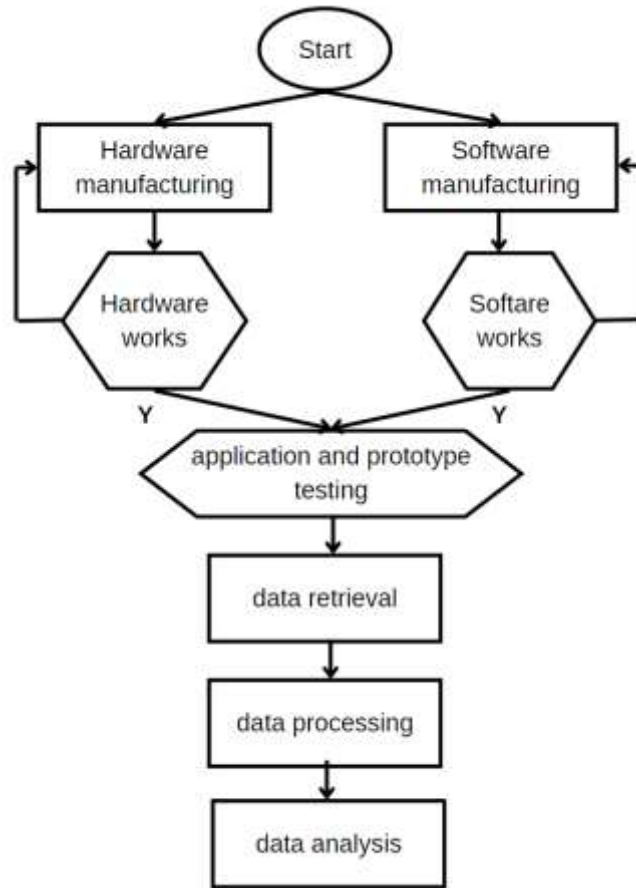 Start
Hardware
manufacturing
Software
manufacturing
Hardware
works
Softare
works
Y
Y
application and prototype
testing
data retrieval
data processing
data analysis